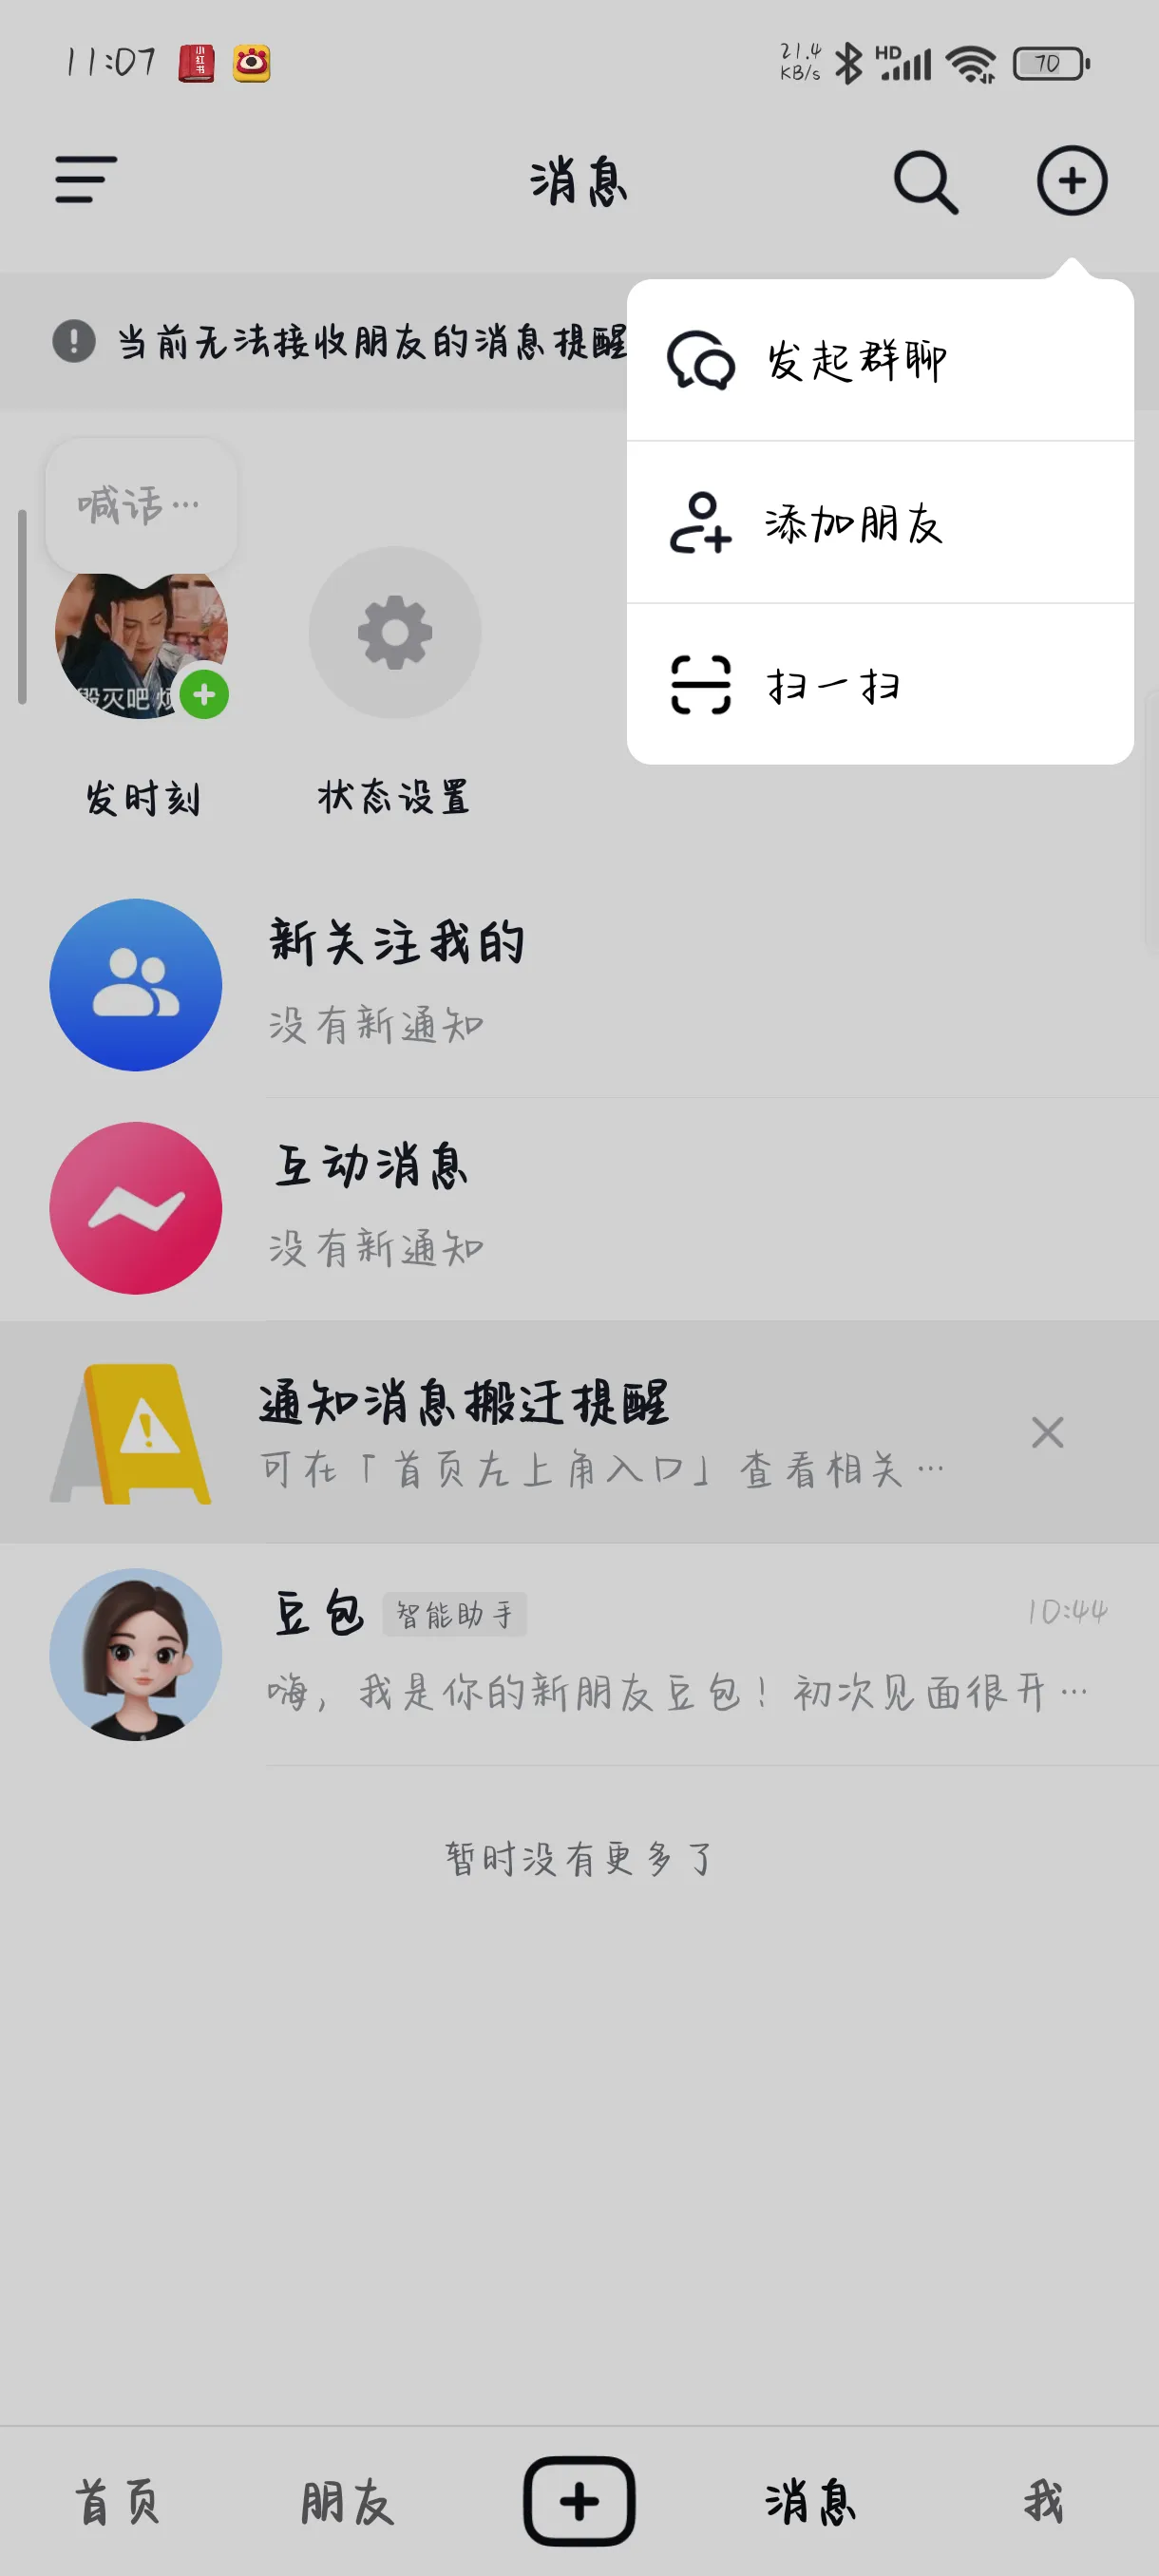 11:07
小红书
21.4
KB/s
HD
70
消息
当前无法接收朋友的消息提醒
发起群聊
添加朋友
扫一扫
喊话…
毁灭吧 烦
发时刻
状态设置
新关注我的
没有新通知
互动消息
没有新通知
通知消息搬迁提醒
可在「首页左上角入口」查看相关…
豆包 智能助手 10:44
嗨，我是你的新朋友豆包！初次见面很开…
暂时没有更多了
首页 朋友 消息 我